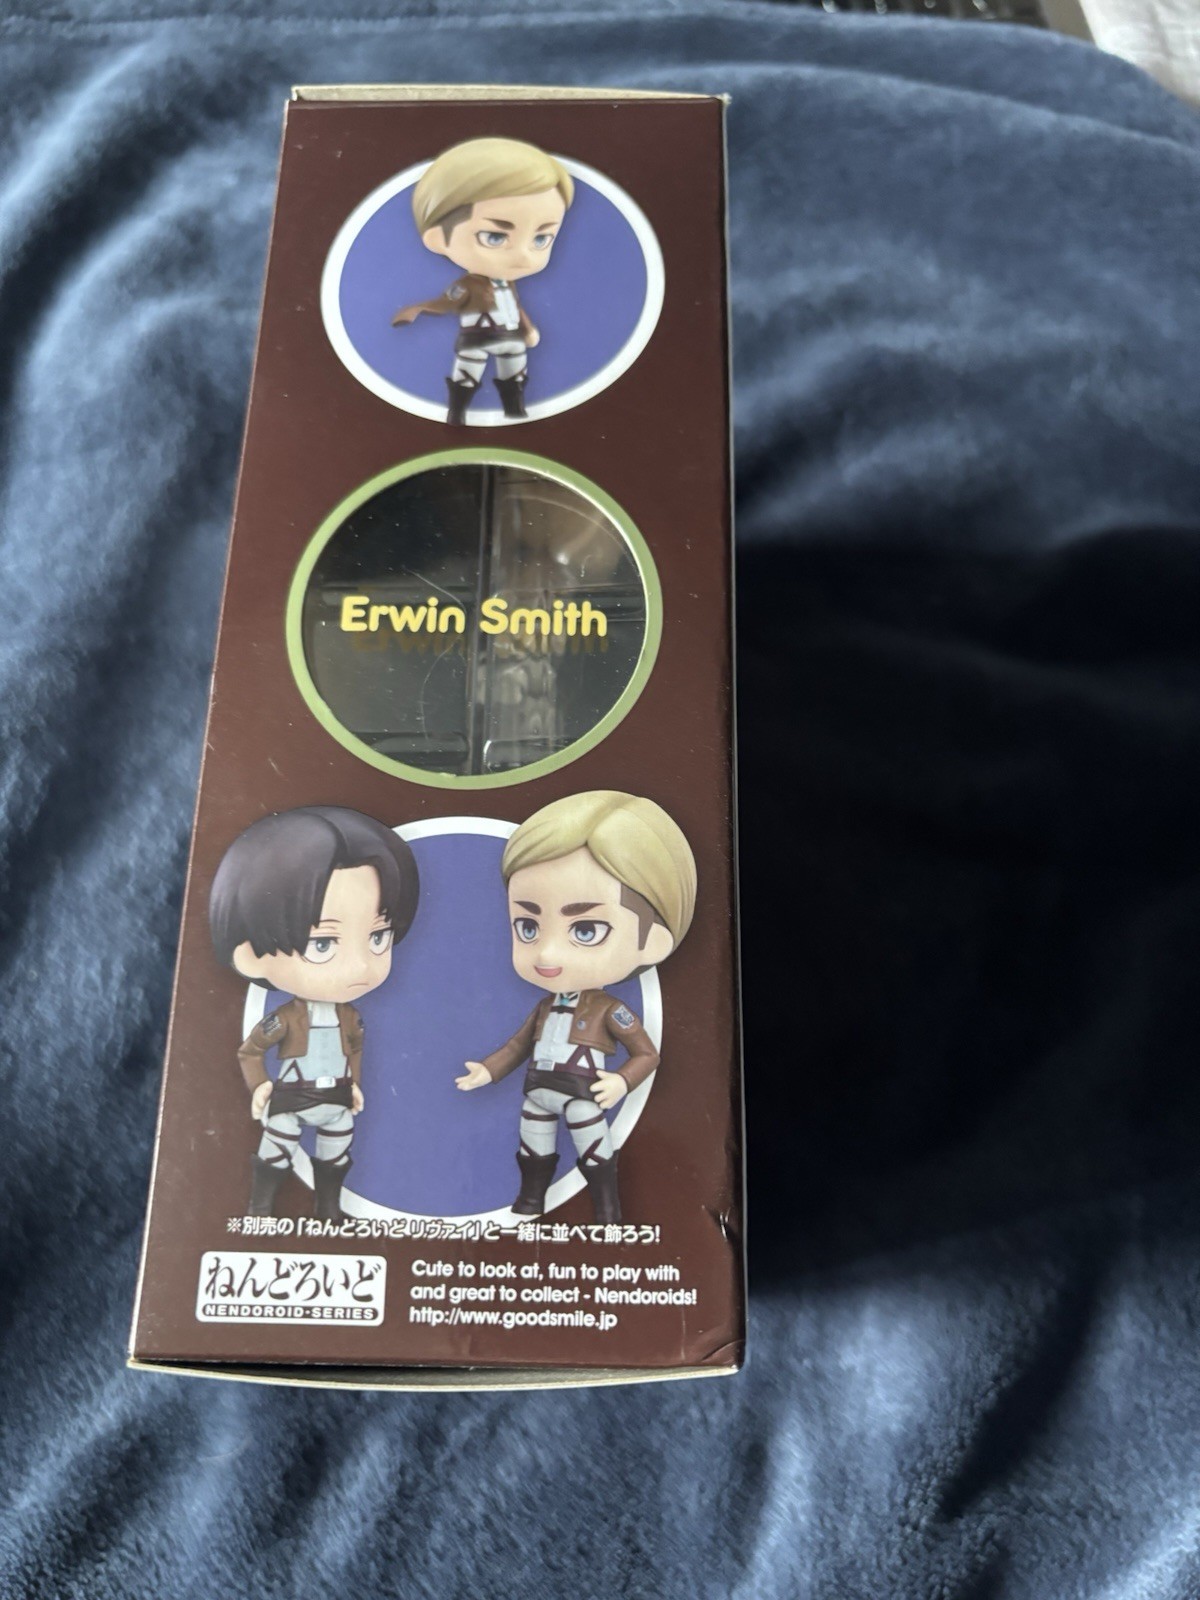 Erwin Smith
※別売の「ねんどろいど リヴァイ」と一緒に並べて飾ろう!
ねんどろいど
NENDOROID・SERIES
Cute to look at, fun to play with
and great to collect - Nendoroids!
http://www.goodsmile.jp